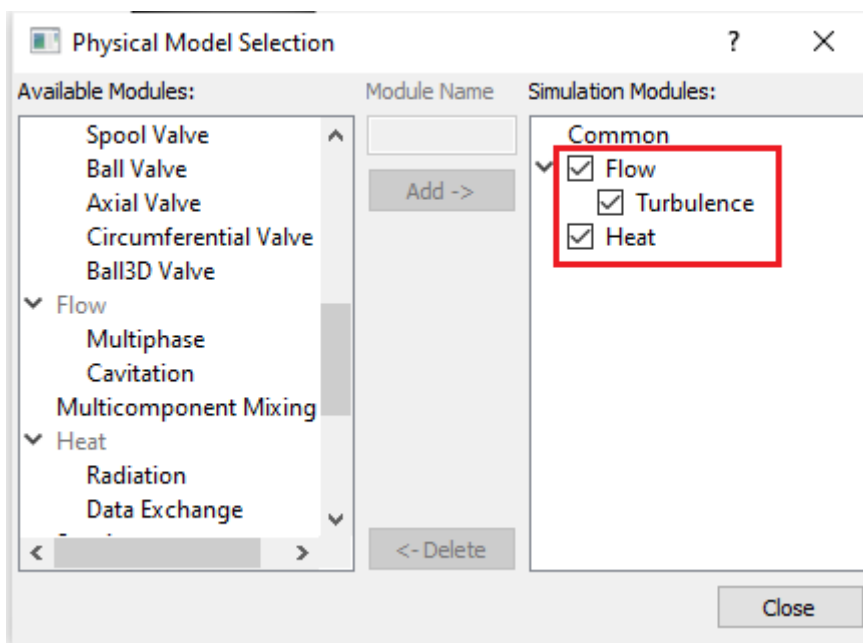 Physical Model Selection ?
Available Modules:
Module Name
Simulation Modules:
Spool Valve
Ball Valve
Axial Valve
Circumferential Valve
Ball3D Valve
Flow
Multiphase
Cavitation
Multicomponent Mixing
Heat
Radiation
Data Exchange
Add ->
<- Delete
Common
Flow
Turbulence
Heat
Close